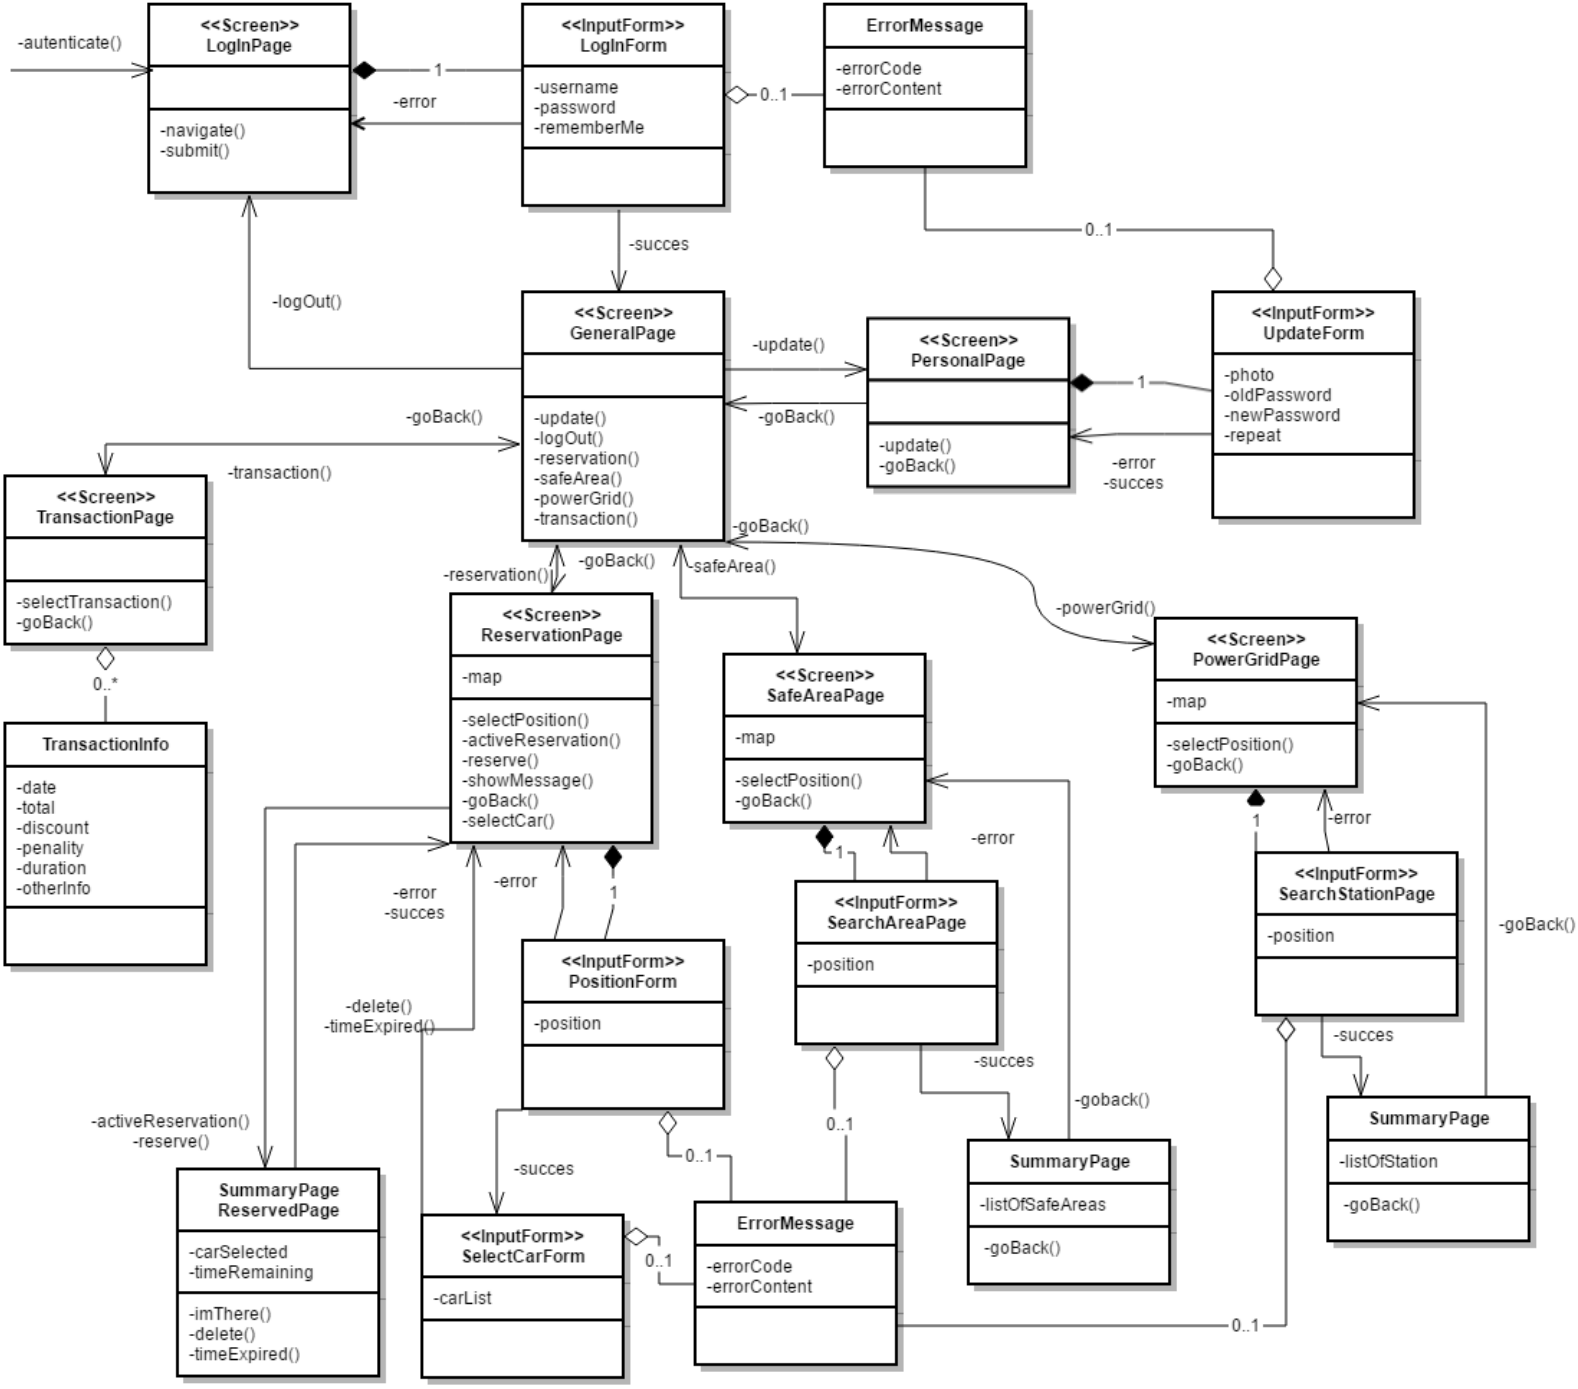 -autenticate()
<<Screen>>
LogInPage
-navigate()
-submit()
1
-error
<<InputForm>>
LogInForm
-username
-password
-rememberMe
0..1
ErrorMessage
-errorCode
-errorContent
0..1
-succes
-logOut()
<<Screen>>
GeneralPage
-update()
-logOut()
-reservation()
-safeArea()
-powerGrid()
-transaction()
-update()
-goBack()
<<Screen>>
PersonalPage
-update()
-goBack()
1
-error
-succes
<<InputForm>>
UpdateForm
-photo
-oldPassword
-newPassword
-repeat
-goBack()
-transaction()
<<Screen>>
TransactionPage
-selectTransaction()
-goBack()
0..*
TransactionInfo
-date
-total
-discount
-penality
-duration
-otherInfo
-reservation()
-goBack()
-safeArea()
-goBack()
-powerGrid()
<<Screen>>
ReservationPage
-map
-selectPosition()
-activeReservation()
-reserve()
-showMessage()
-goBack()
-selectCar()
<<Screen>>
SafeAreaPage
-map
-selectPosition()
-goBack()
<<Screen>>
PowerGridPage
-map
-selectPosition()
-goBack()
-error
-succes
-error
1
1
-error
1
-error
<<InputForm>>
PositionForm
-position
<<InputForm>>
SearchAreaPage
-position
<<InputForm>>
SearchStationPage
-position
-goBack()
-delete()
-timeExpired()
-activeReservation()
-reserve()
-succes
0..1
0..1
-succes
-goback()
-succes
SummaryPage
ReservedPage
-carSelected
-timeRemaining
-imThere()
-delete()
-timeExpired()
<<InputForm>>
SelectCarForm
-carList
0..1
ErrorMessage
-errorCode
-errorContent
SummaryPage
-listOfSafeAreas
-goBack()
SummaryPage
-listOfStation
-goBack()
0..1